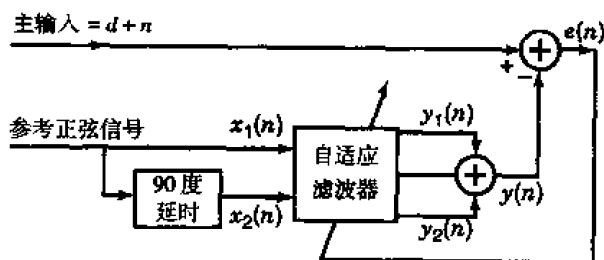 主输入 = d + n
e(n)
+
−
参考正弦信号
x₁(n)
y₁(n)
自适应
滤波器
90 度
延时
x₂(n)
y₂(n)
y(n)